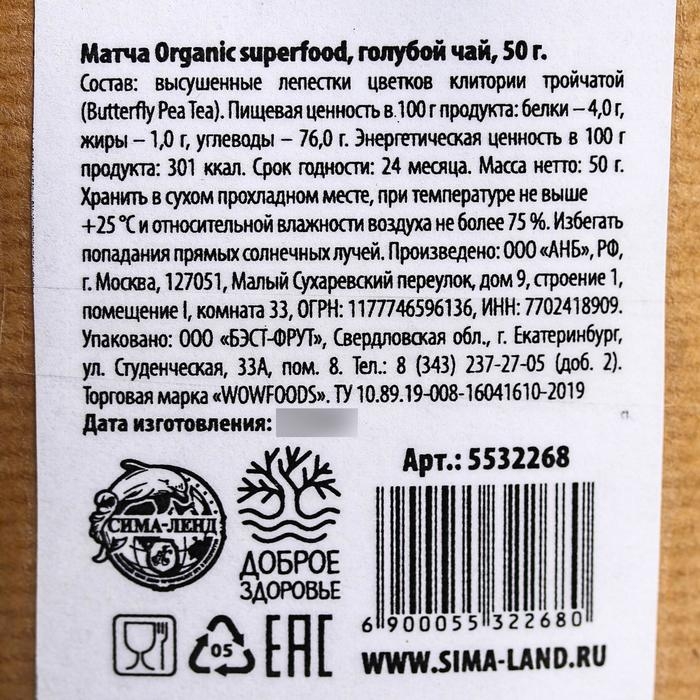 Матча Organic superfood, голубой чай, 50 г.
Состав: высушенные лепестки цветков клитории тройчатой
(Butterfly Pea Tea). Пищевая ценность в 100 г продукта: белки – 4,0 г,
жиры – 1,0 г, углеводы – 76,0 г. Энергетическая ценность в 100 г
продукта: 301 ккал. Срок годности: 24 месяца. Масса нетто: 50 г.
Хранить в сухом прохладном месте, при температуре не выше
+25 °С и относительной влажности воздуха не более 75 %. Избегать
попадания прямых солнечных лучей. Произведено: ООО «АНБ», РФ,
г. Москва, 127051, Малый Сухаревский переулок, дом 9, строение 1,
помещение I, комната 33, ОГРН: 1177746596136, ИНН: 7702418909.
Упаковано: ООО «БЭСТ-ФРУТ», Свердловская обл., г. Екатеринбург,
ул. Студенческая, 33А, пом. 8. Тел.: 8 (343) 237-27-05 (доб. 2).
Торговая марка «WOWFOODS». ТУ 10.89.19-008-16041610-2019
Дата изготовления:
Арт.: 5532268
СИМА-ЛЕНД
ДОБРОЕ
ЗДОРОВЬЕ
05
EAC
6 900055 322680
WWW.SIMA-LAND.RU